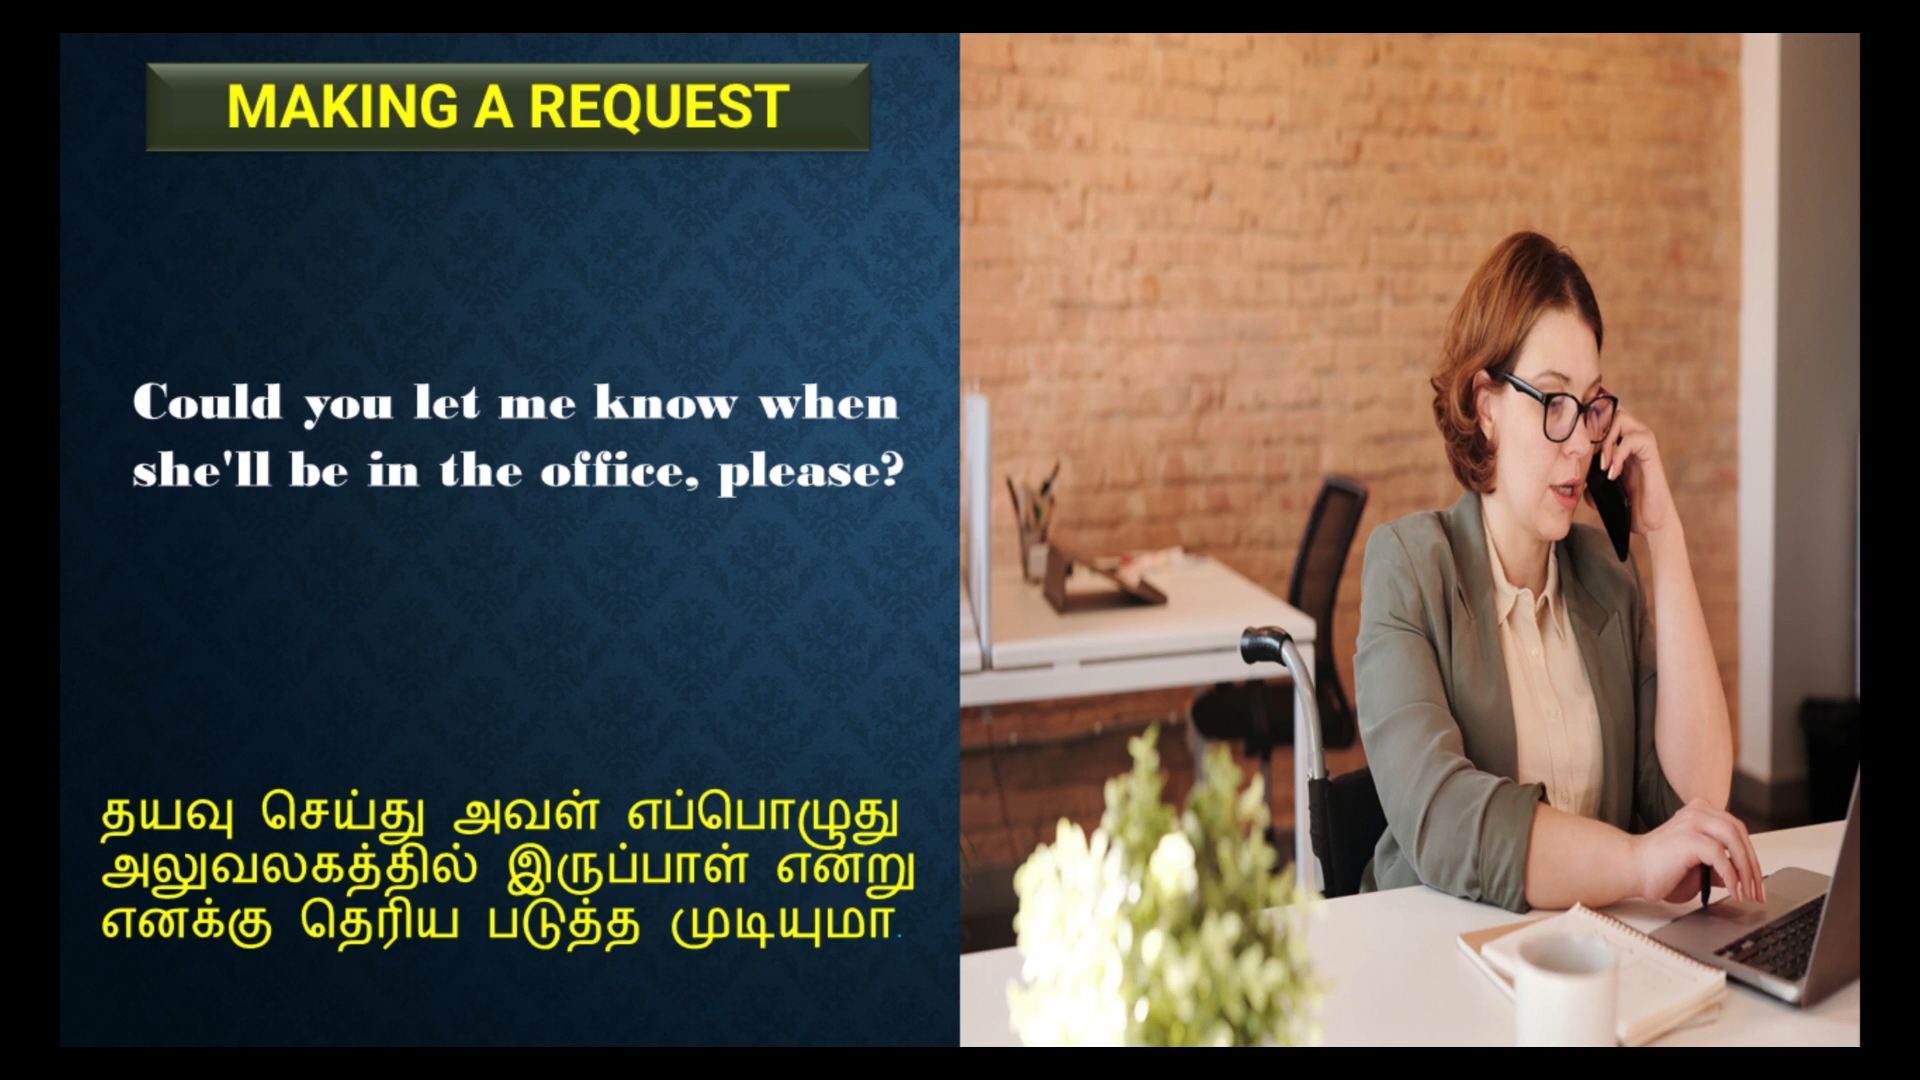 MAKING A REQUEST
Could you let me know when
she'll be in the office, please?
தயவு செய்து அவள் எப்பொழுது
அலுவலகத்தில் இருப்பாள் என்று
எனக்கு தெரிய படுத்த முடியுமா.